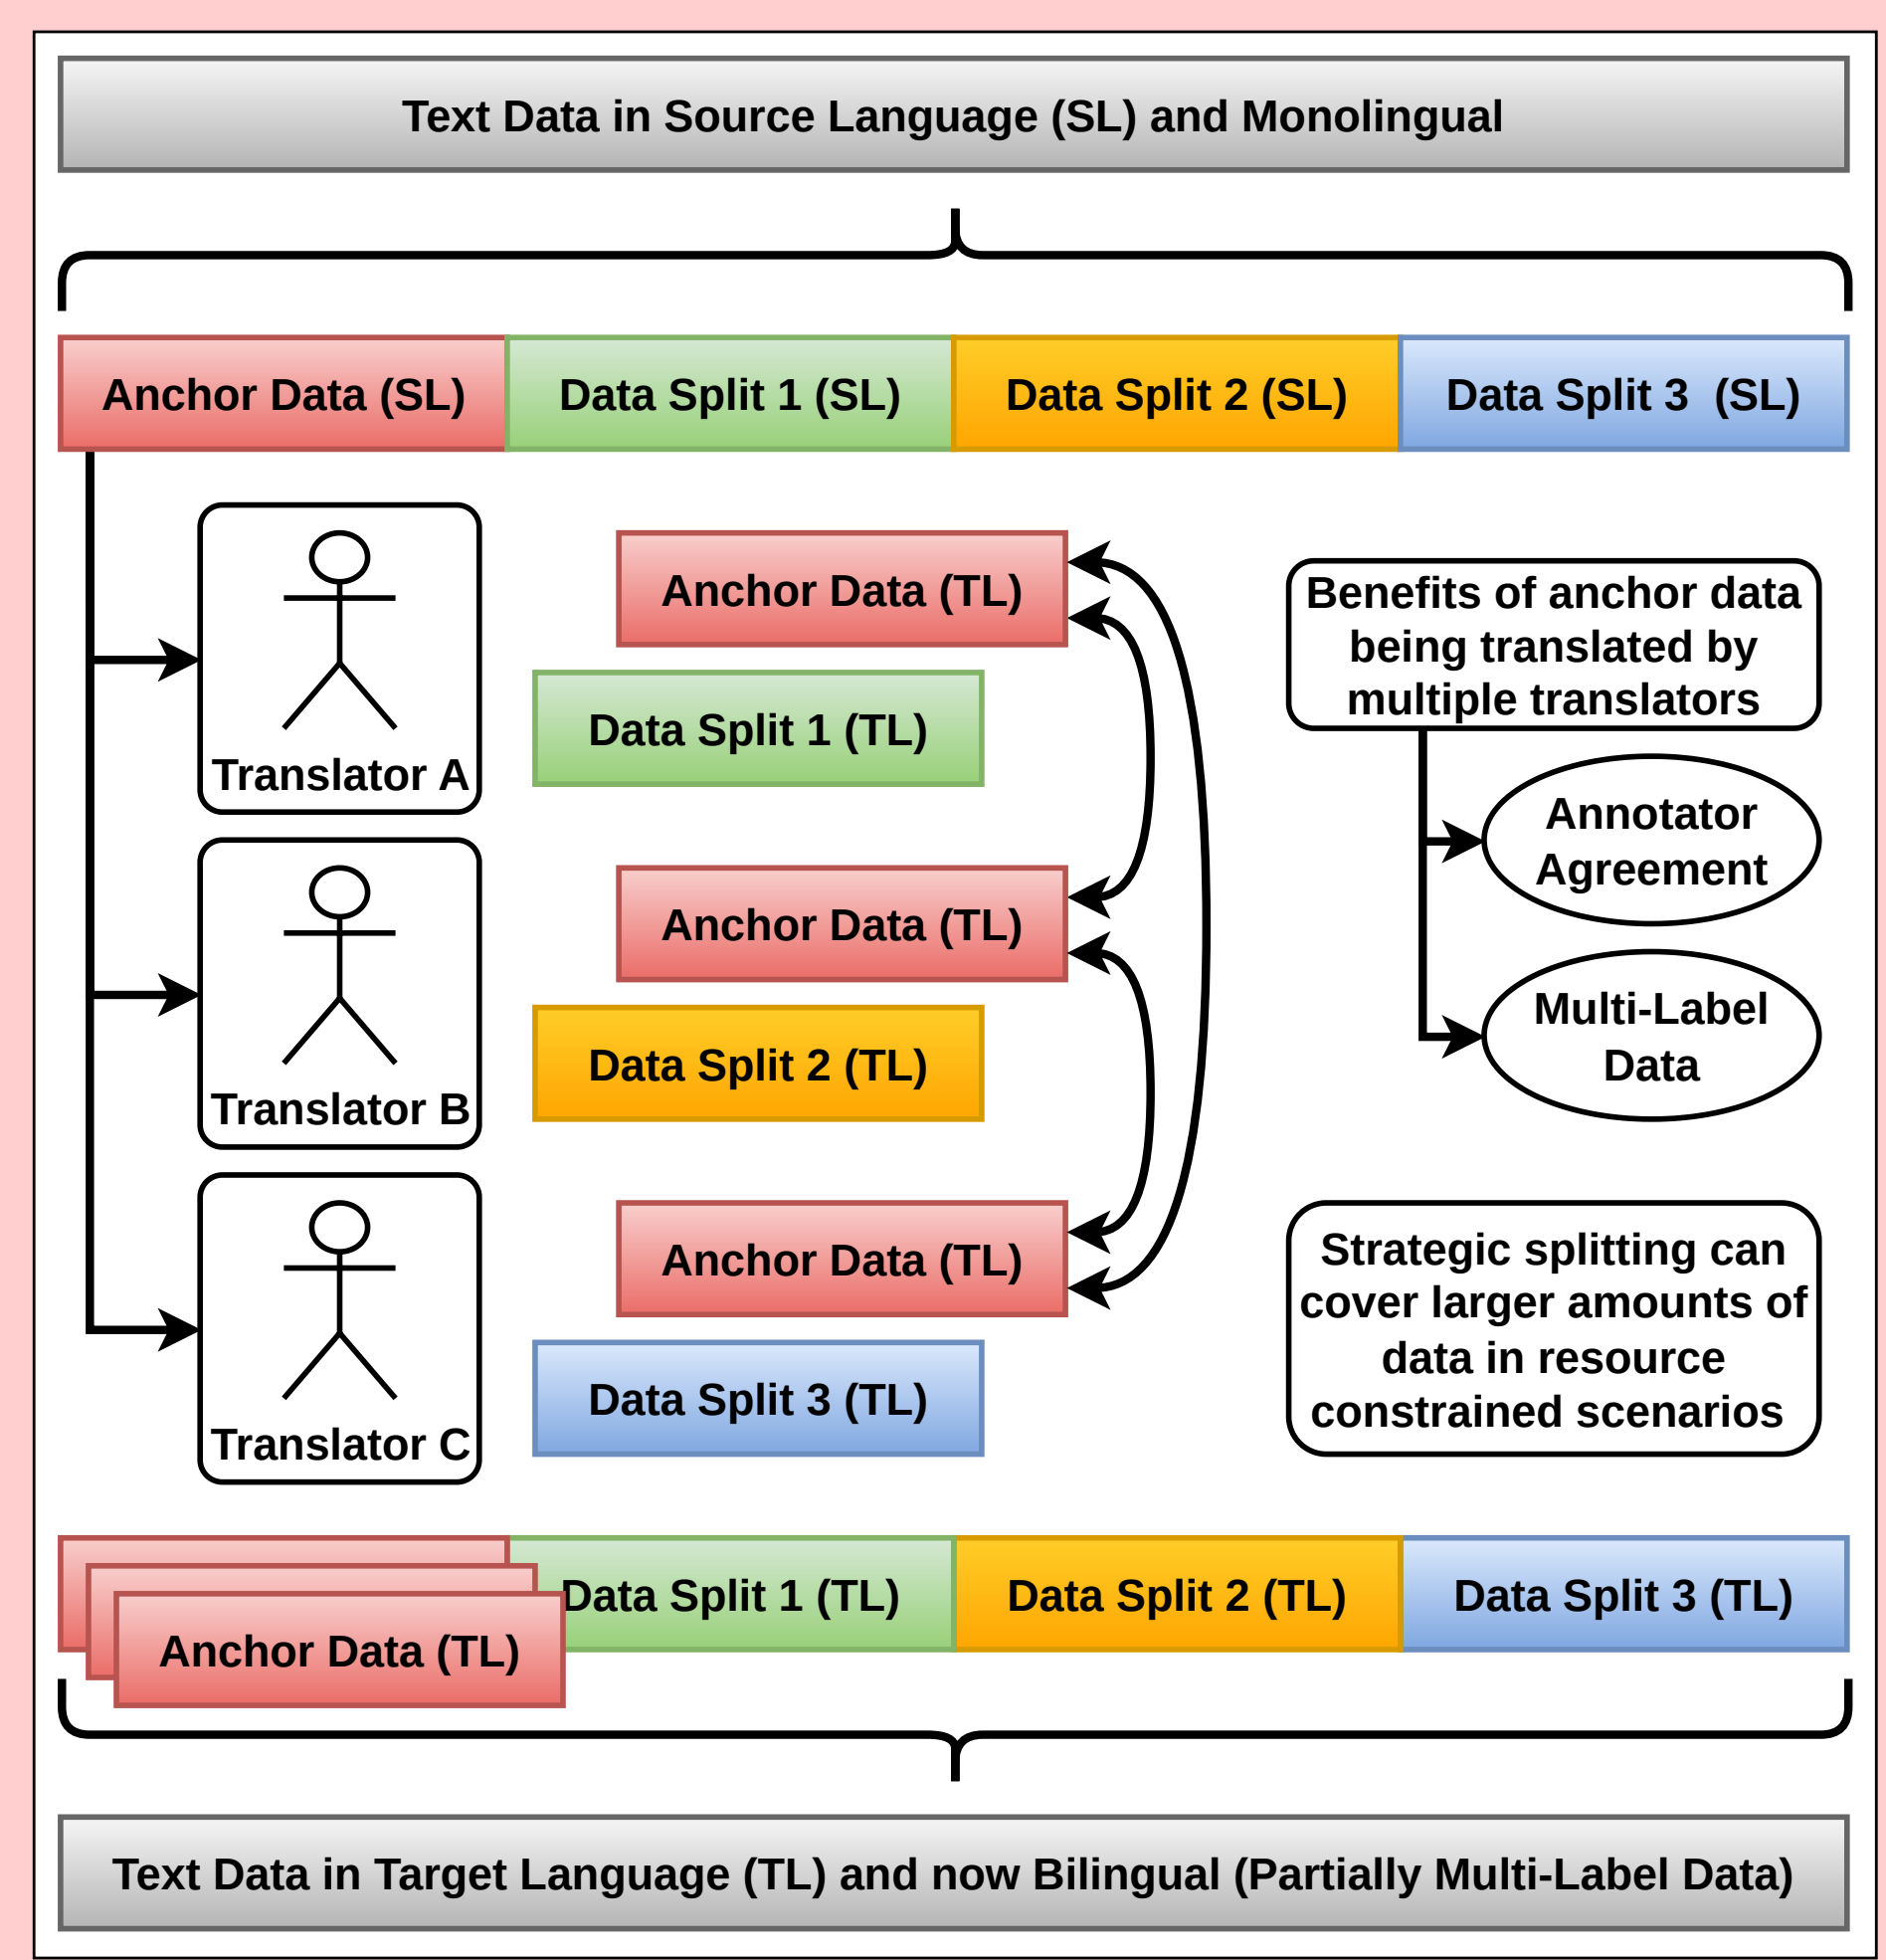 Text Data in Source Language (SL) and Monolingual
Anchor Data (SL)
Data Split 1 (SL)
Data Split 2 (SL)
Data Split 3 (SL)
Translator A
Anchor Data (TL)
Data Split 1 (TL)
Translator B
Anchor Data (TL)
Data Split 2 (TL)
Translator C
Anchor Data (TL)
Data Split 3 (TL)
Benefits of anchor data
being translated by
multiple translators
Annotator
Agreement
Multi-Label
Data
Strategic splitting can
cover larger amounts of
data in resource
constrained scenarios
Anchor Data (TL)
Data Split 1 (TL)
Data Split 2 (TL)
Data Split 3 (TL)
Text Data in Target Language (TL) and now Bilingual (Partially Multi-Label Data)